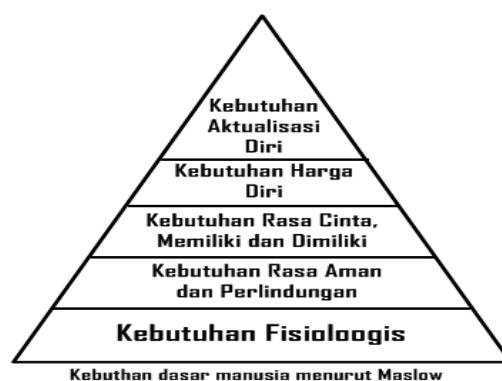 Kebutuhan
Aktualisasi
Diri
Kebutuhan Harga
Diri
Kebutuhan Rasa Cinta,
Memiliki dan Dimiliki
Kebutuhan Rasa Aman
dan Perlindungan
Kebutuhan Fisioloogis
Kebuthan dasar manusia menurut Maslow